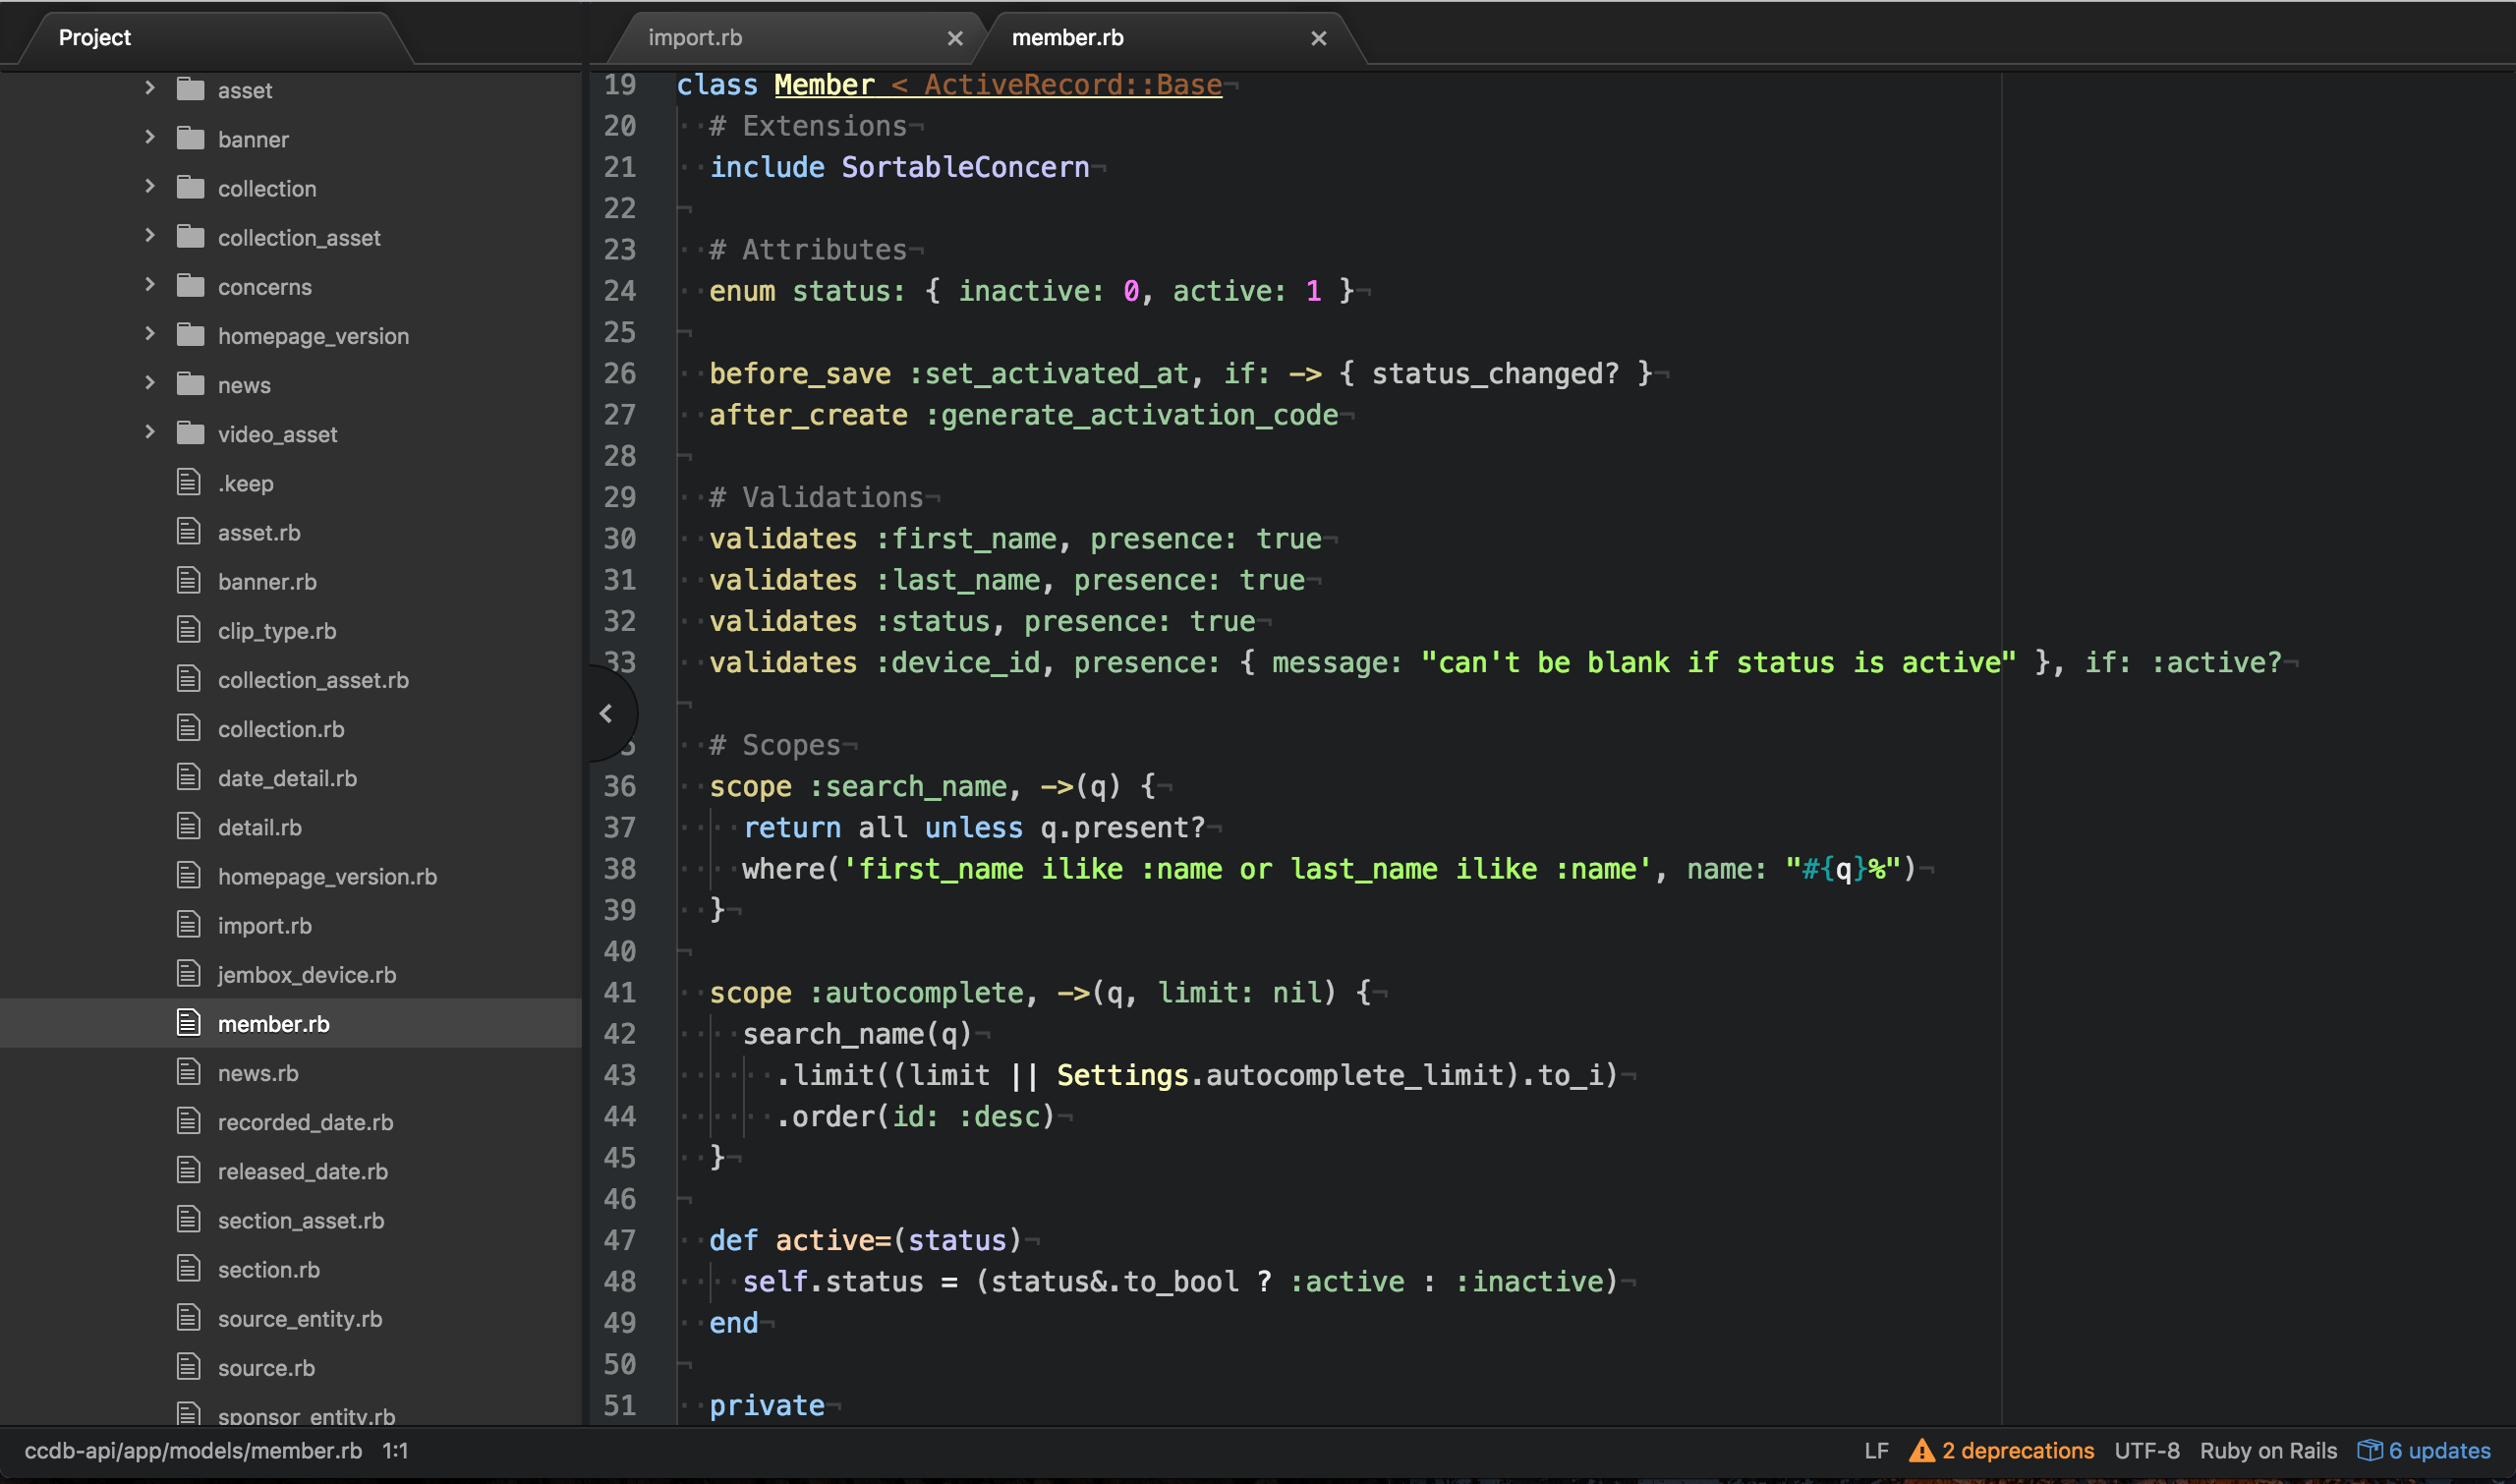 Project
import.rb
member.rb
asset
banner
collection
collection_asset
concerns
homepage_version
news
video_asset
.keep
asset.rb
banner.rb
clip_type.rb
collection_asset.rb
collection.rb
date_detail.rb
detail.rb
homepage_version.rb
import.rb
jembox_device.rb
member.rb
news.rb
recorded_date.rb
released_date.rb
section_asset.rb
section.rb
source_entity.rb
source.rb
sponsor_entity.rb
19 class Member < ActiveRecord::Base
20 # Extensions
21 include SortableConcern
22
23 # Attributes
24 enum status: { inactive: 0, active: 1 }
25
26 before_save :set_activated_at, if: -> { status_changed? }
27 after_create :generate_activation_code
28
29 # Validations
30 validates :first_name, presence: true
31 validates :last_name, presence: true
32 validates :status, presence: true
33 validates :device_id, presence: { message: "can't be blank if status is active" }, if: :active?
# Scopes
36 scope :search_name, ->(q) {
37 return all unless q.present?
38 where('first_name ilike :name or last_name ilike :name', name: "#{q}%")
39 }
40
41 scope :autocomplete, ->(q, limit: nil) {
42 search_name(q)
43 .limit((limit || Settings.autocomplete_limit).to_i)
44 .order(id: :desc)
45 }
46
47 def active=(status)
48 self.status = (status&.to_bool ? :active : :inactive)
49 end
50
51 private
ccdb-api/app/models/member.rb 1:1
LF 2 deprecations UTF-8 Ruby on Rails 6 updates